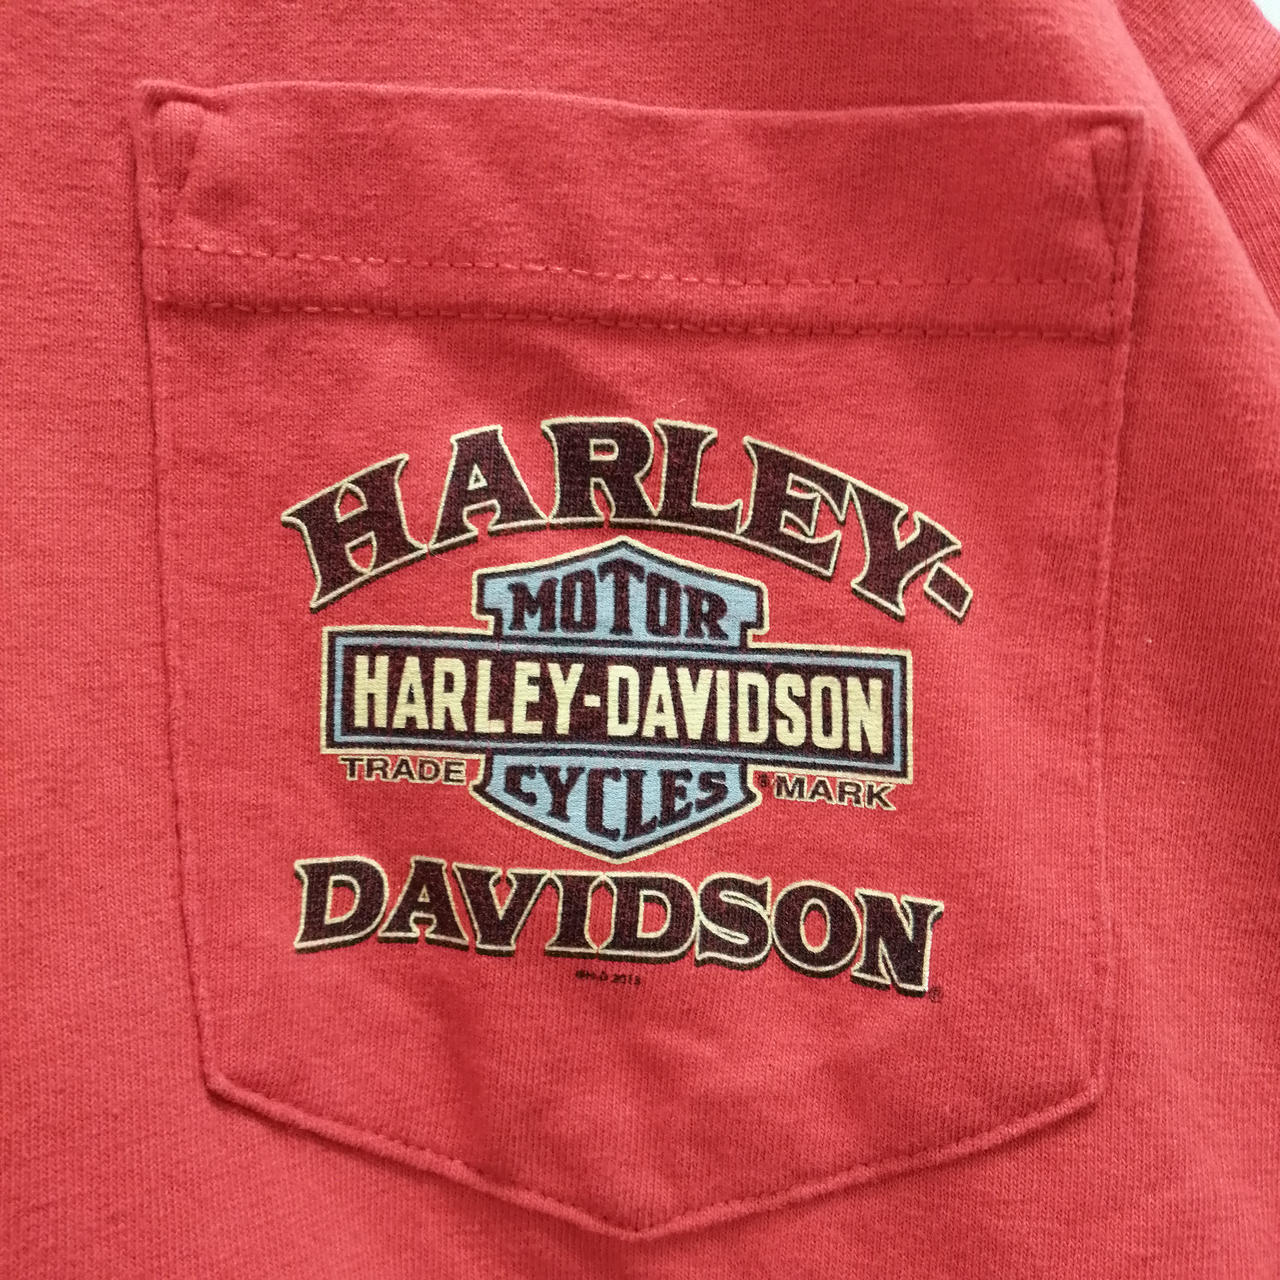 HARLEY-
MOTOR
HARLEY-DAVIDSON
CYCLES
TRADE ® MARK
DAVIDSON®